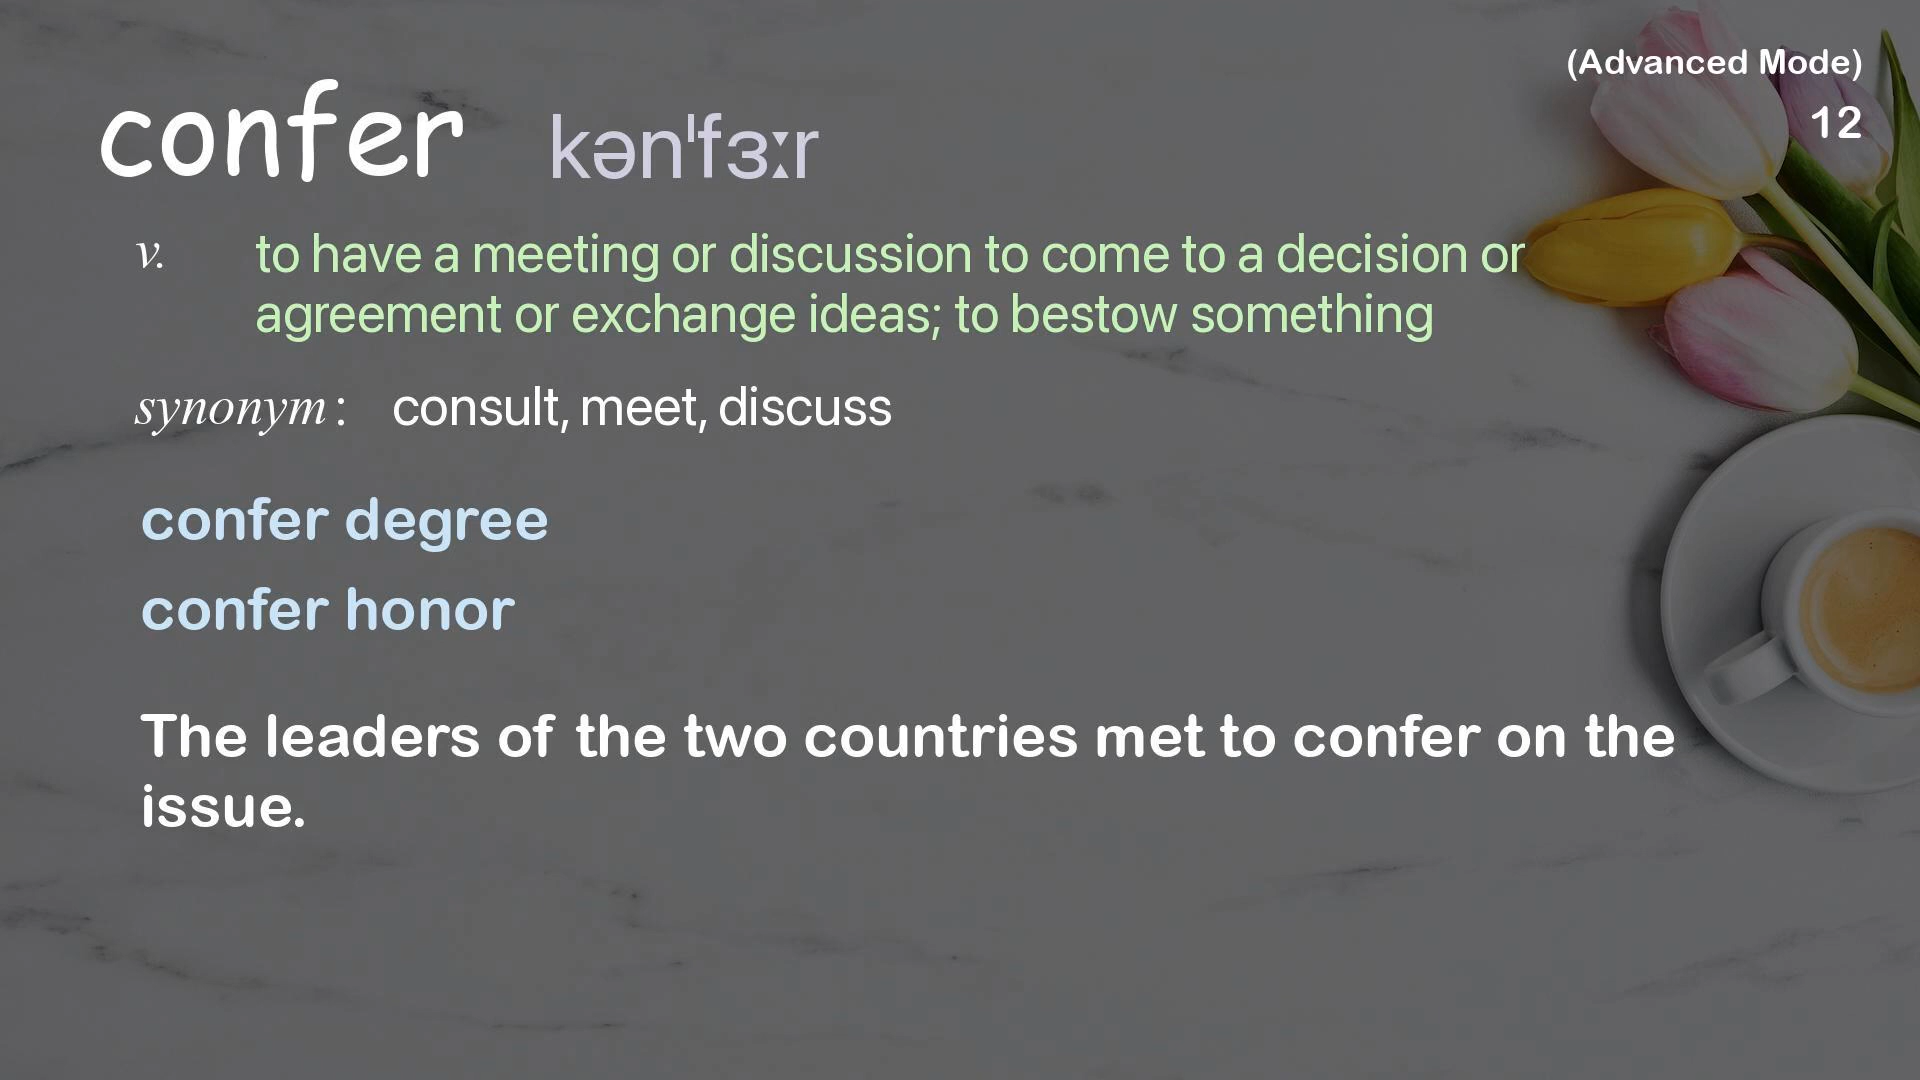 (Advanced Mode)
12
confer kən'fɜːr
v. to have a meeting or discussion to come to a decision or
agreement or exchange ideas; to bestow something
synonym : consult, meet, discuss
confer degree
confer honor
The leaders of the two countries met to confer on the
issue.